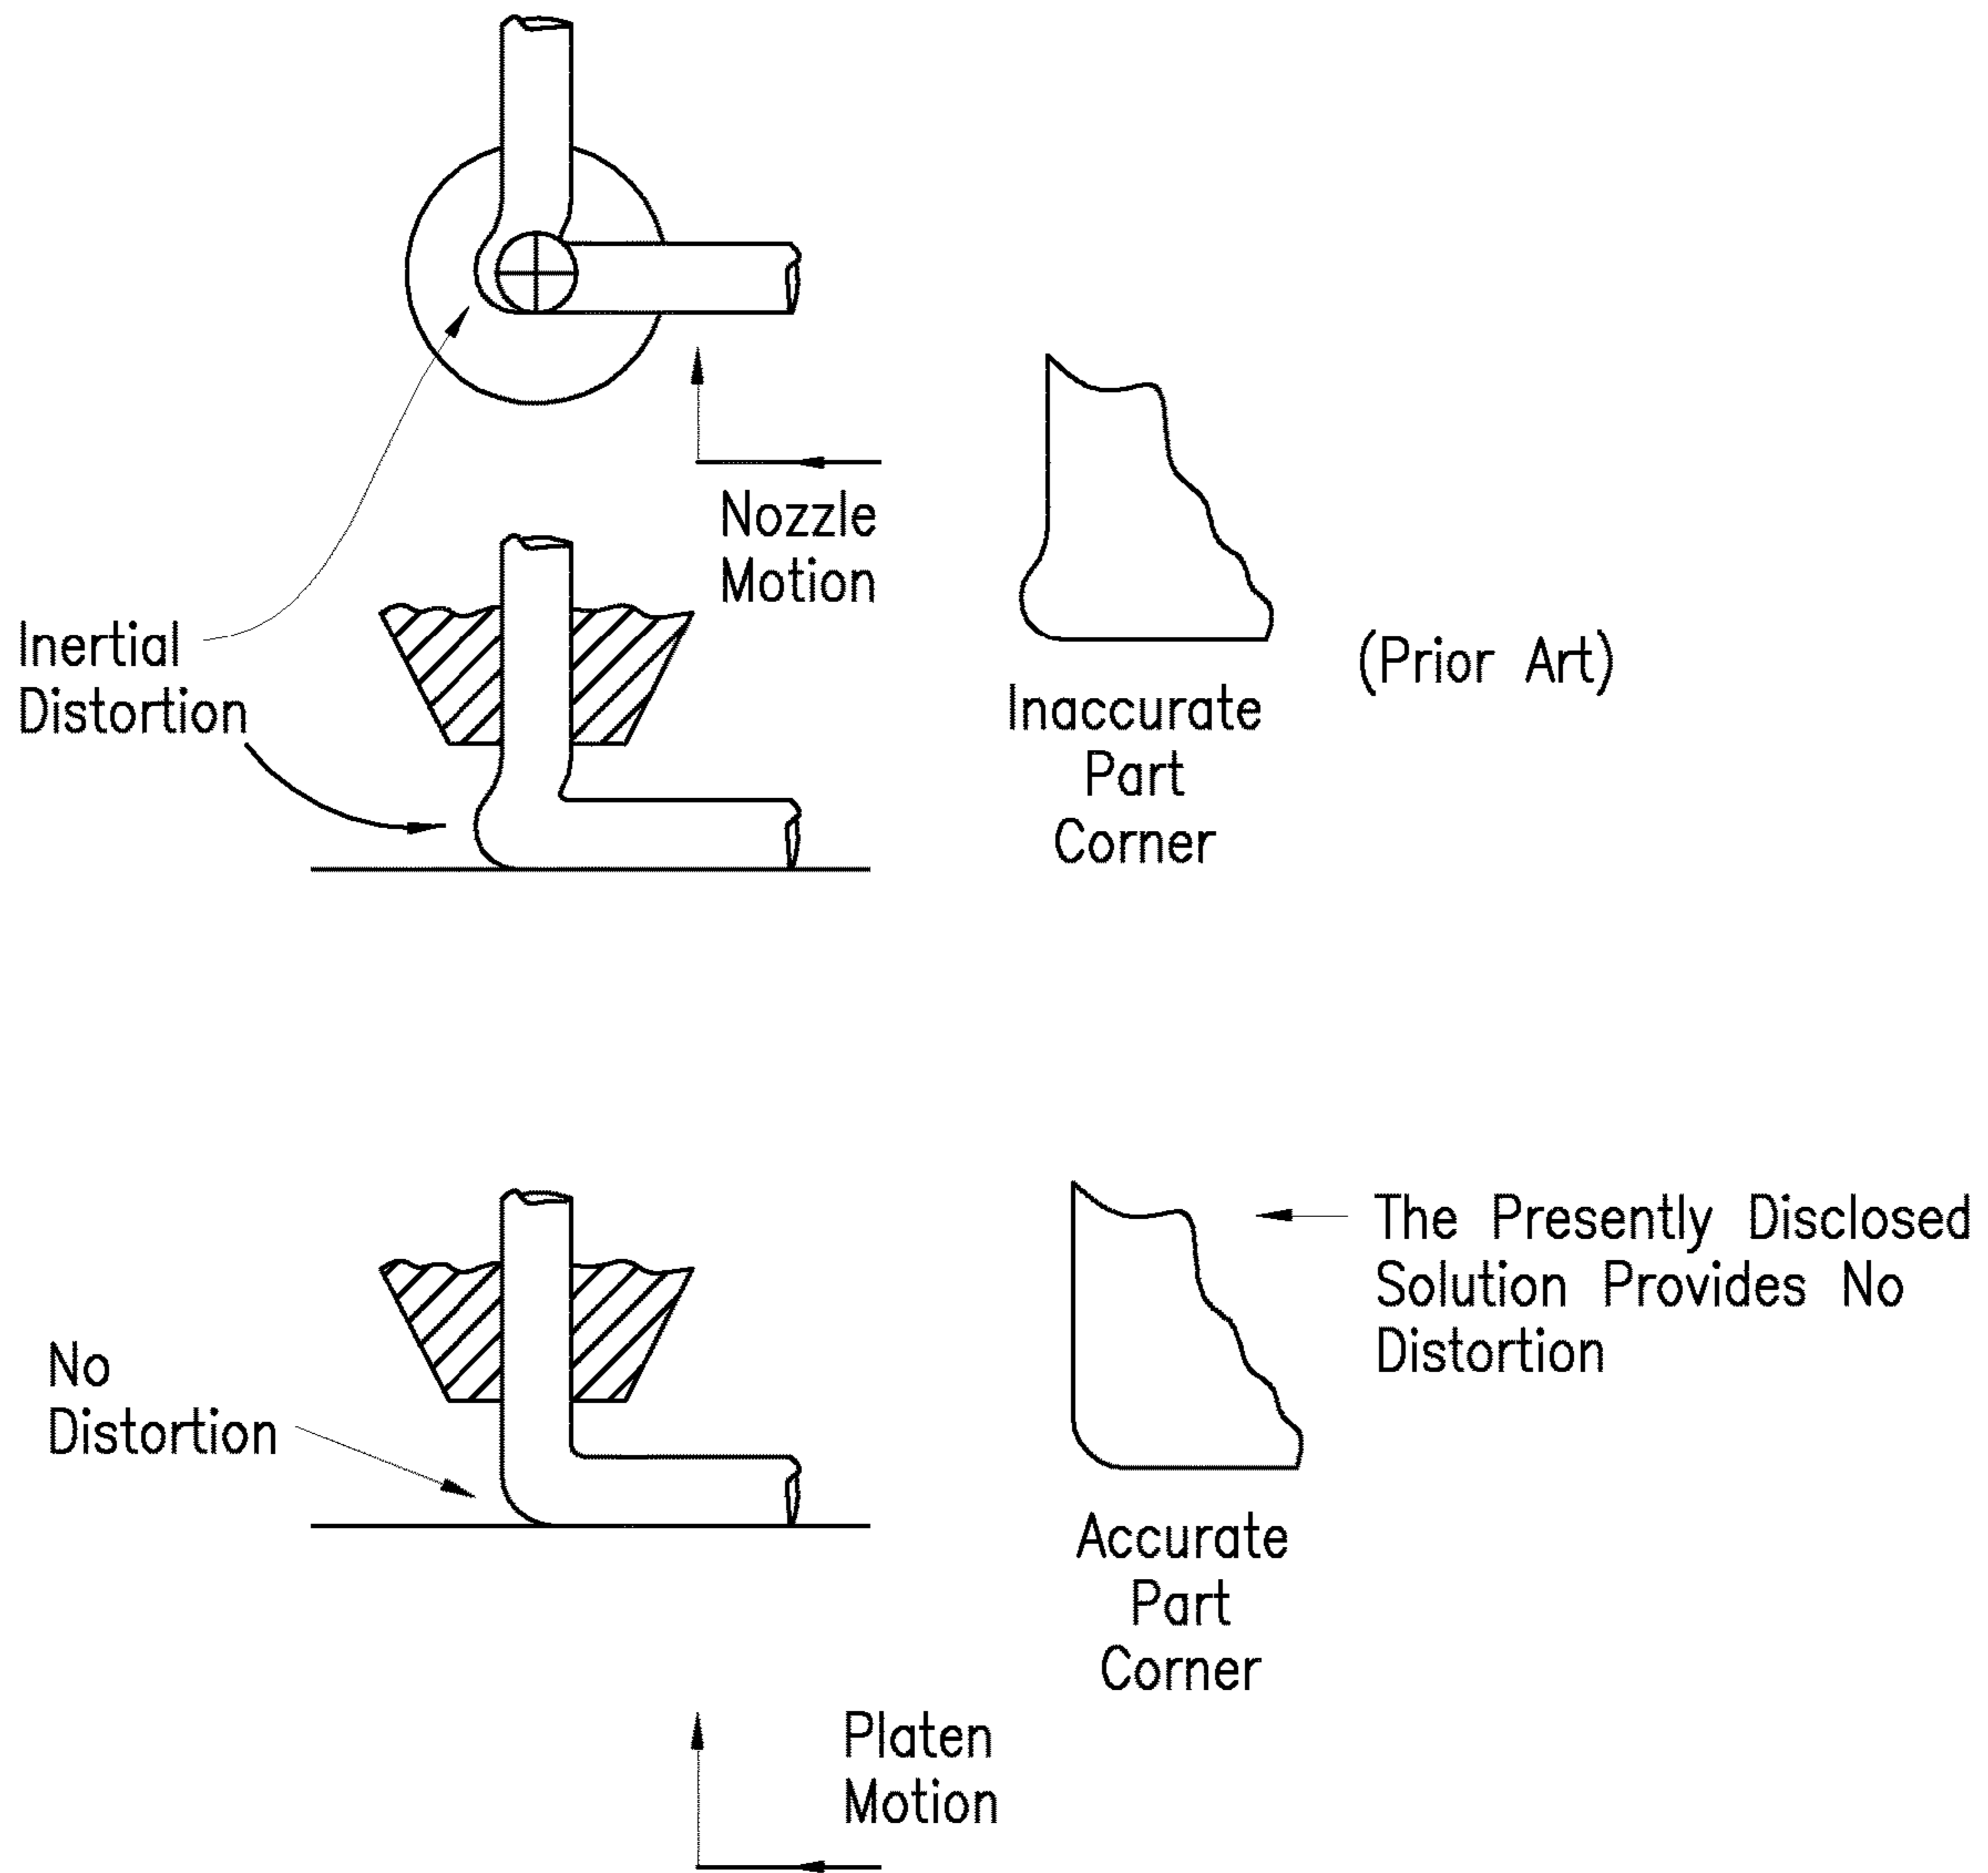 Nozzle
Motion
Inertial
Distortion
Inaccurate
Part
Corner
(Prior Art)
The Presently Disclosed
Solution Provides No
Distortion
No
Distortion
Accurate
Part
Corner
Platen
Motion